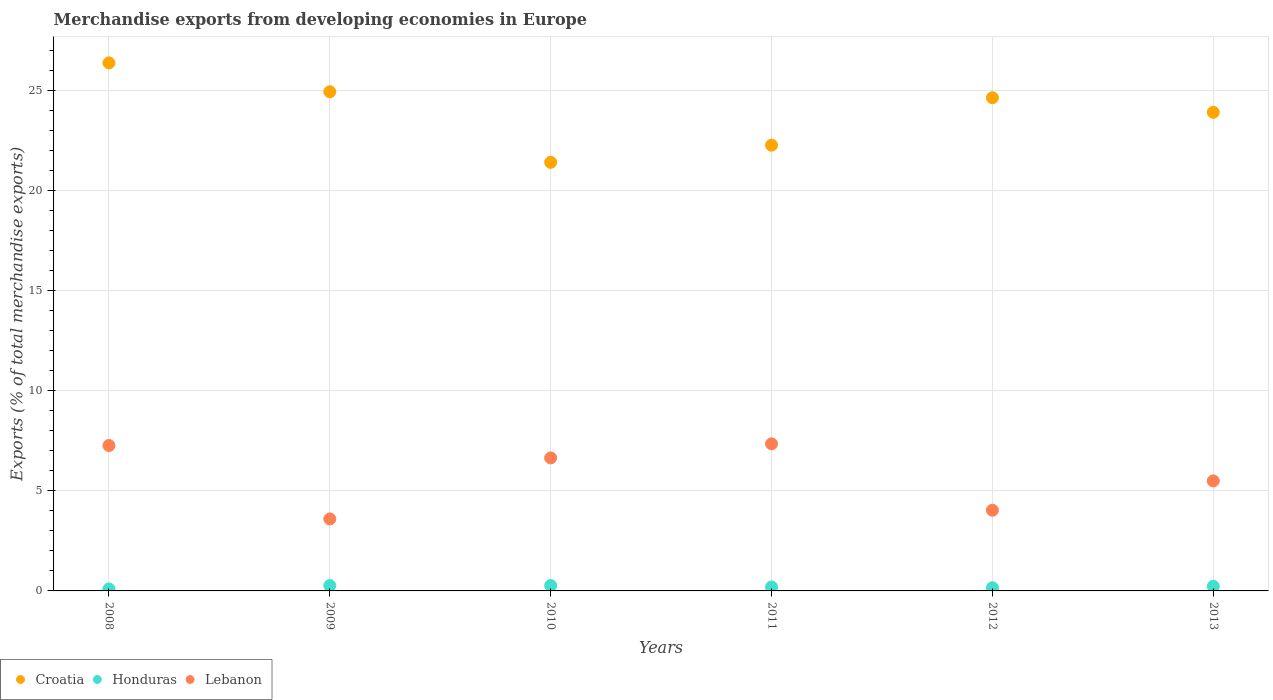 Merchandise exports from developing economies in Europe
Exports (% of total merchandise exports)
25
20
15
10
5
0
2008
2009
2010
2011
2012
2013
Years
Croatia
Honduras
Lebanon